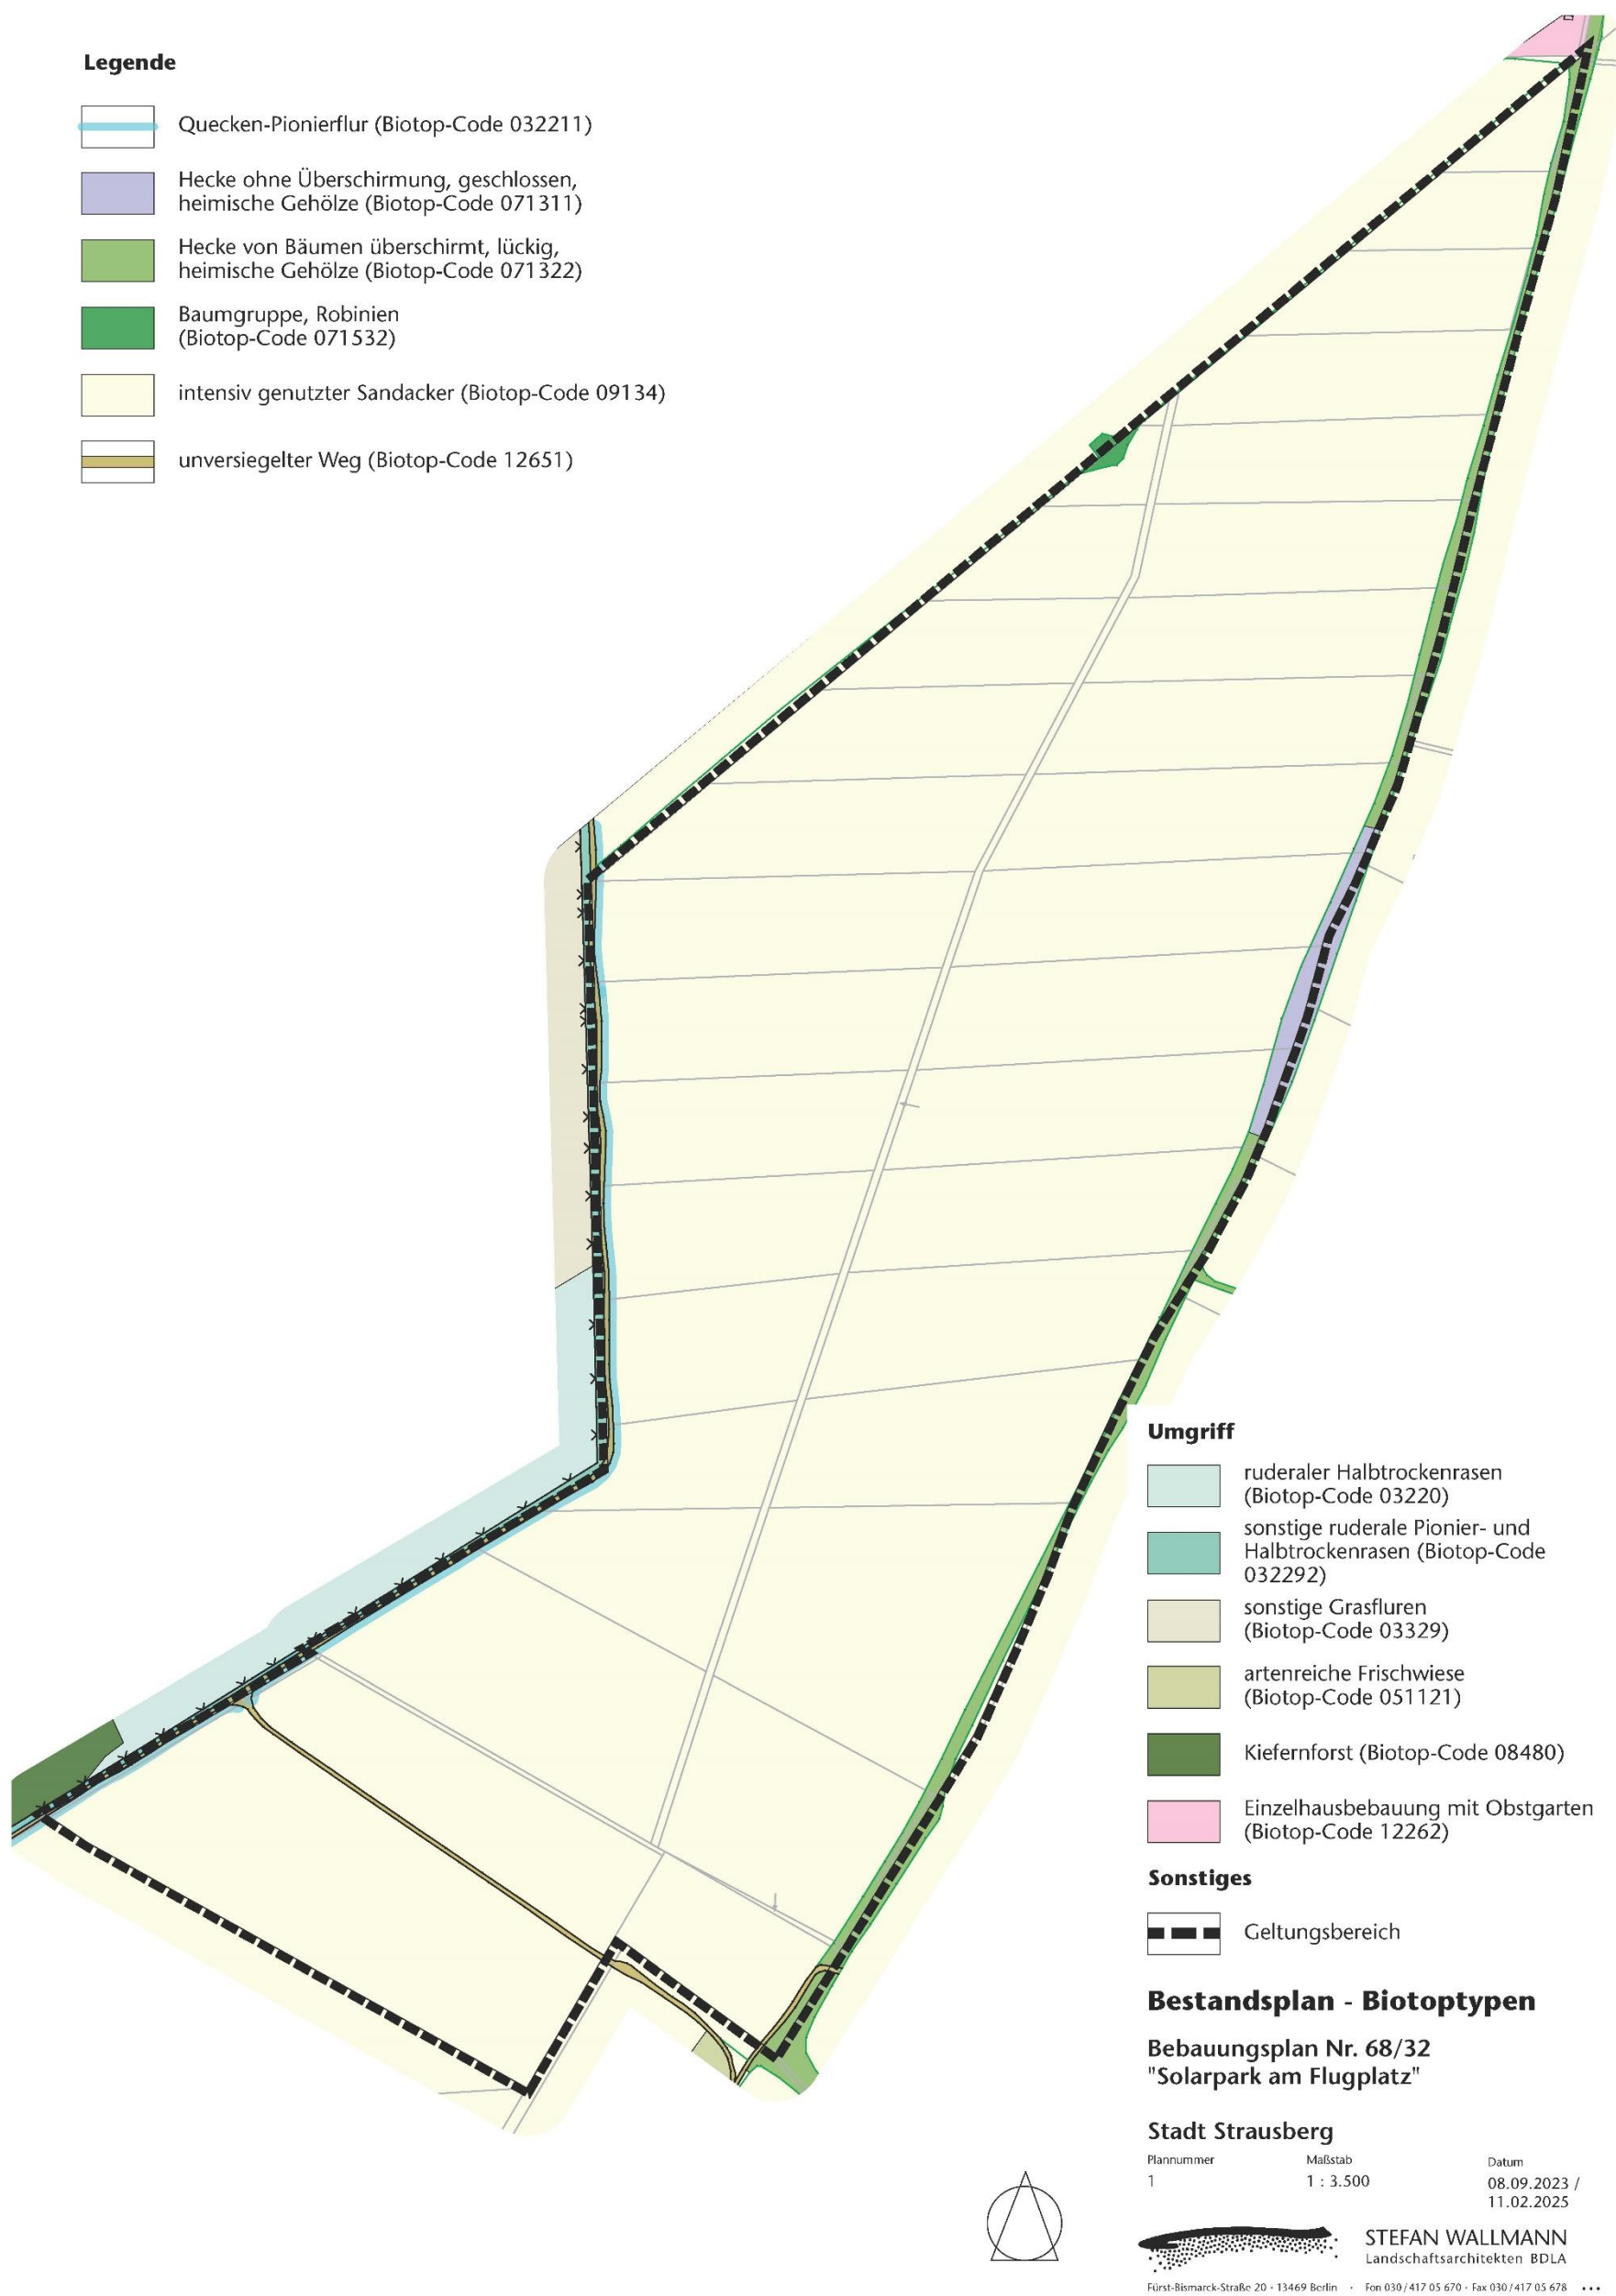 Legende
Quecken-Pionierflur (Biotop-Code 032211)
Hecke ohne Überschirmung, geschlossen,
heimische Gehölze (Biotop-Code 071311)
Hecke von Bäumen überschirmt, lückig,
heimische Gehölze (Biotop-Code 071322)
Baumgruppe, Robinien
(Biotop-Code 071532)
intensiv genutzter Sandacker (Biotop-Code 09134)
unversiegelter Weg (Biotop-Code 12651)
Umgriff
ruderaler Halbtrockenrasen
(Biotop-Code 03220)
sonstige ruderale Pionier- und
Halbtrockenrasen (Biotop-Code
032292)
sonstige Grasfluren
(Biotop-Code 03329)
artenreiche Frischwiese
(Biotop-Code 051121)
Kiefernforst (Biotop-Code 08480)
Einzelhausbebauung mit Obstgarten
(Biotop-Code 12262)
Sonstiges
Geltungsbereich
Bestandsplan - Biotoptypen
Bebauungsplan Nr. 68/32
"Solarpark am Flugplatz"
Stadt Strausberg
Plannummer Maßstab Datum
1 1 : 3.500 08.09.2023 /
11.02.2025
STEFAN WALLMANN
Landschaftsarchitekten BDLA
Fürst-Bismarck-Straße 20 · 13469 Berlin · Fon 030/417 05 670 · Fax 030/417 05 678 •••